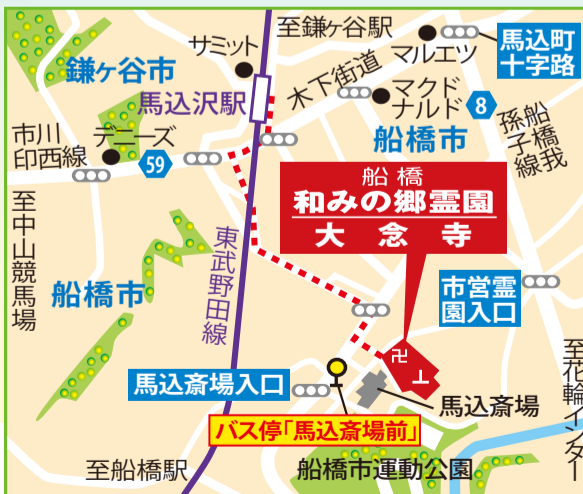 至鎌ヶ谷駅
サミット
マルエツ
馬込町
十字路
鎌ヶ谷市
木下街道
マクド
ナルド
8
馬込沢駅
船橋市
孫子線
船橋我
市川
印西線
デニーズ
59
船橋
和みの郷霊園
大念寺
至中山競馬場
東武野田線
船橋市
市営霊
園入口
至花輪インター
馬込斎場入口
馬込斎場
バス停「馬込斎場前」
至船橋駅
船橋市運動公園